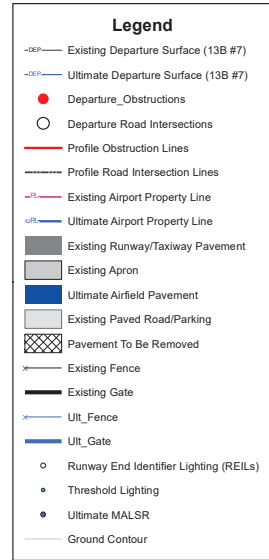 Legend
DEP Existing Departure Surface (13B #7)
DEP Ultimate Departure Surface (13B #7)
Departure_Obstructions
Departure Road Intersections
Profile Obstruction Lines
Profile Road Intersection Lines
PL Existing Airport Property Line
uRL Ultimate Airport Property Line
Existing Runway/Taxiway Pavement
Existing Apron
Ultimate Airfield Pavement
Existing Paved Road/Parking
Pavement To Be Removed
Existing Fence
Existing Gate
Ult_Fence
Ult_Gate
Runway End Identifier Lighting (REILs)
Threshold Lighting
Ultimate MALSR
Ground Contour